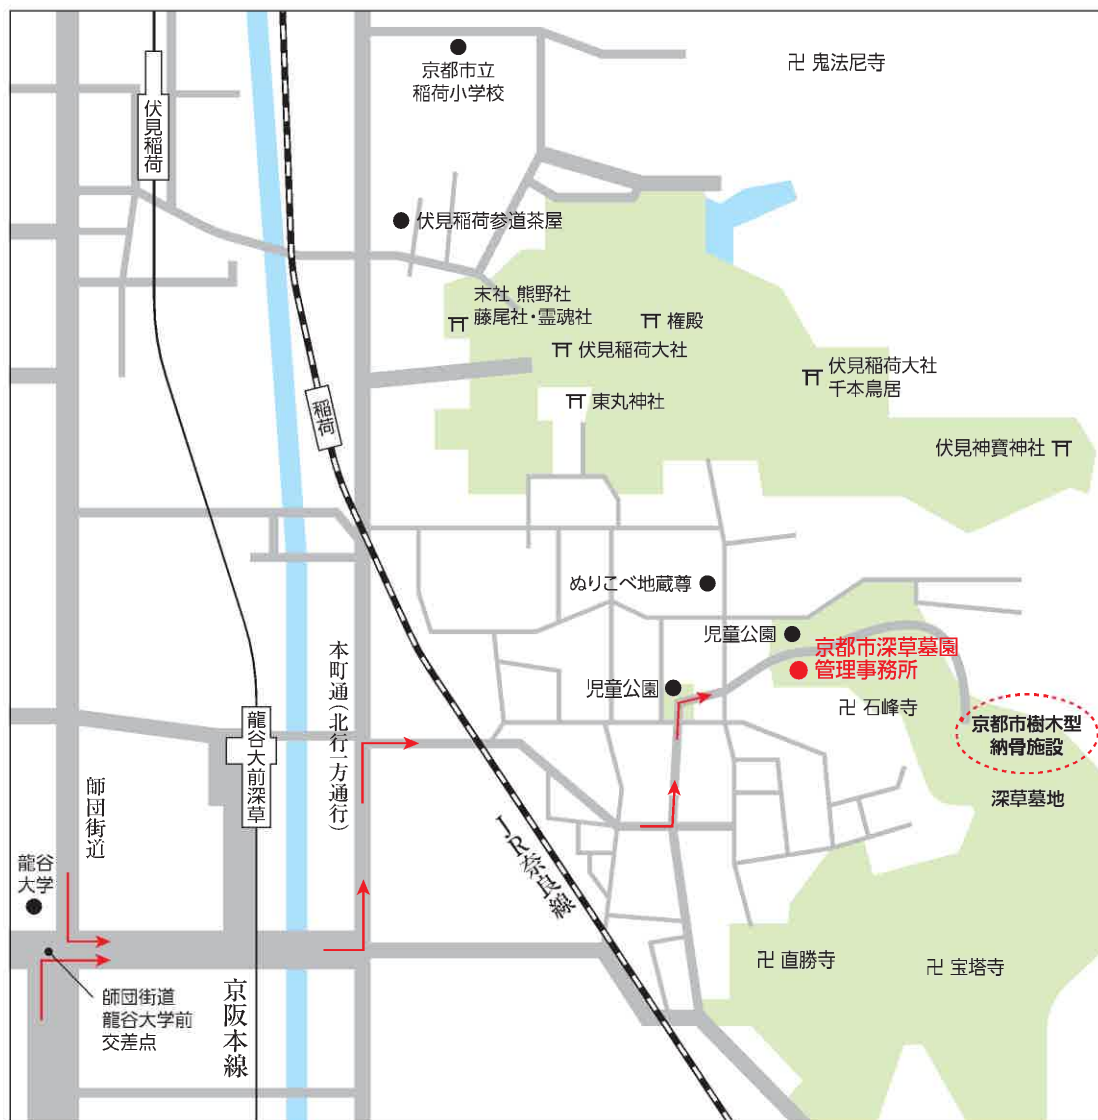 京都市立
稲荷小学校
卍 鬼法尼寺
伏見稲荷
伏見稲荷参道茶屋
末社 熊野社
藤尾社・霊魂社
権殿
伏見稲荷大社
伏見稲荷大社
千本鳥居
東丸神社
稲荷
伏見神寶神社
ぬりこべ地蔵尊
児童公園
京都市深草墓園
管理事務所
児童公園
卍 石峰寺
京都市樹木型
納骨施設
深草墓地
本町通(北行一方通行)
龍谷大前深草
師団街道
JR奈良線
龍谷
大学
卍 直勝寺
卍 宝塔寺
師団街道
龍谷大学前
交差点
京阪本線